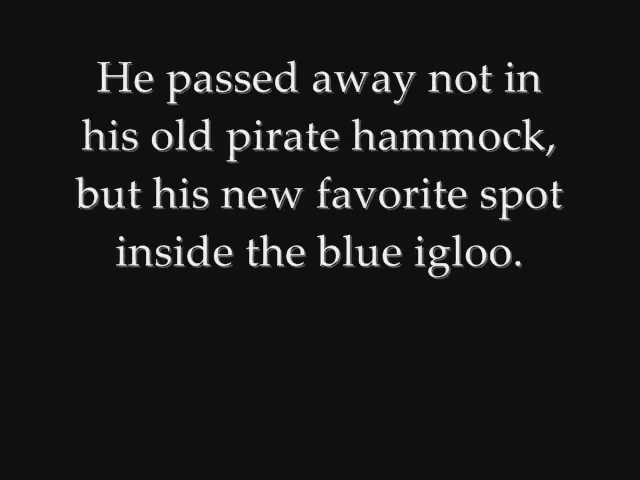 He passed away not in
his old pirate hammock,
but his new favorite spot
inside the blue igloo.